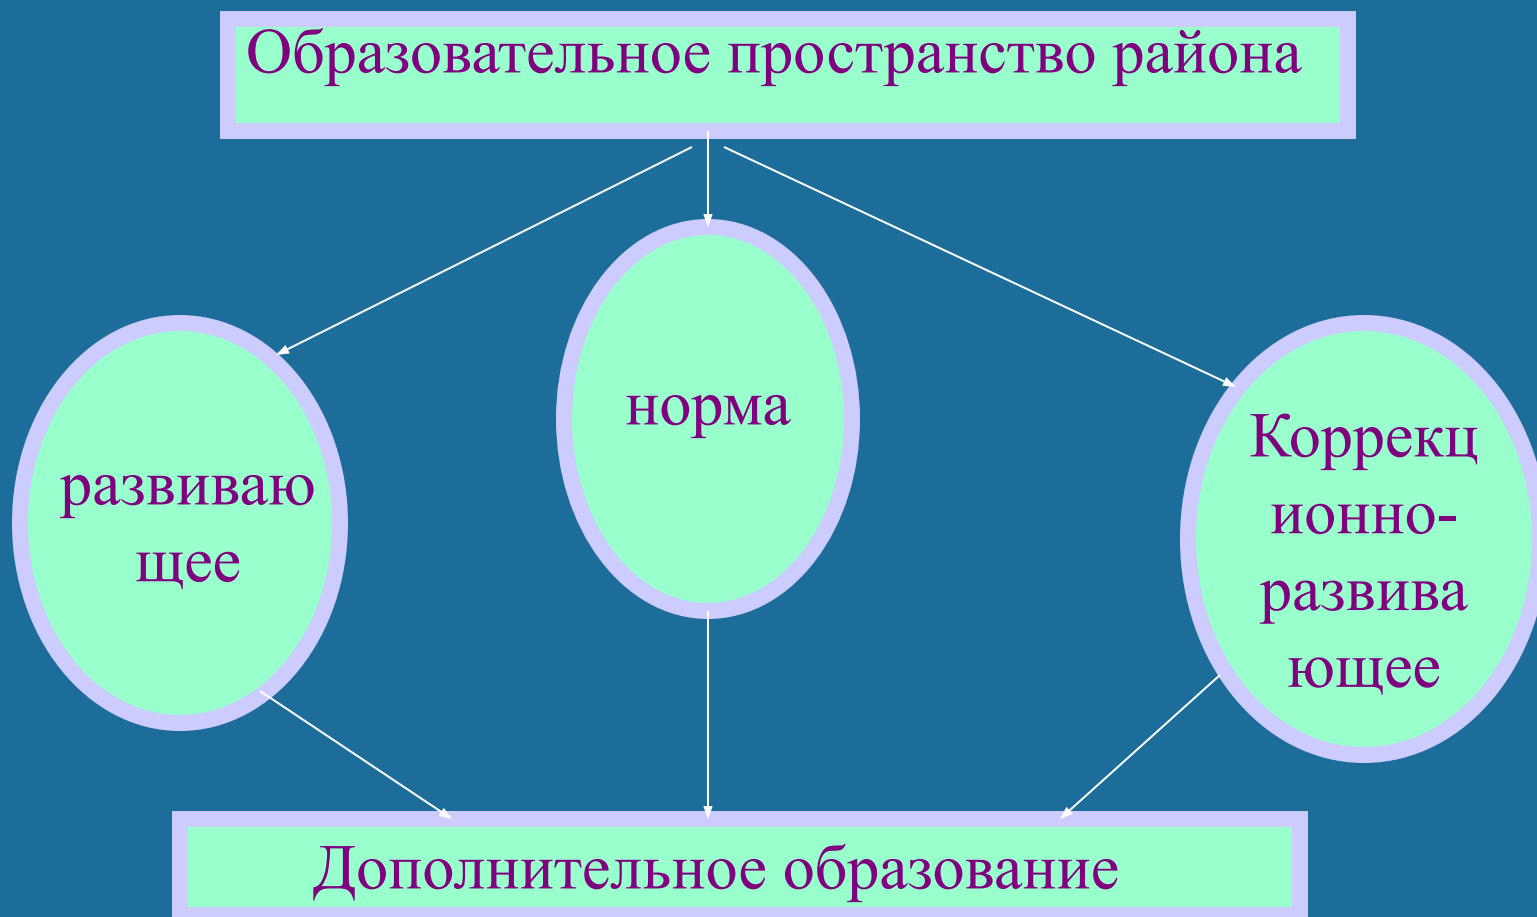 Образовательное пространство района
норма
развиваю
щее
Коррекц
ионно-
развива
ющее
Дополнительное образование